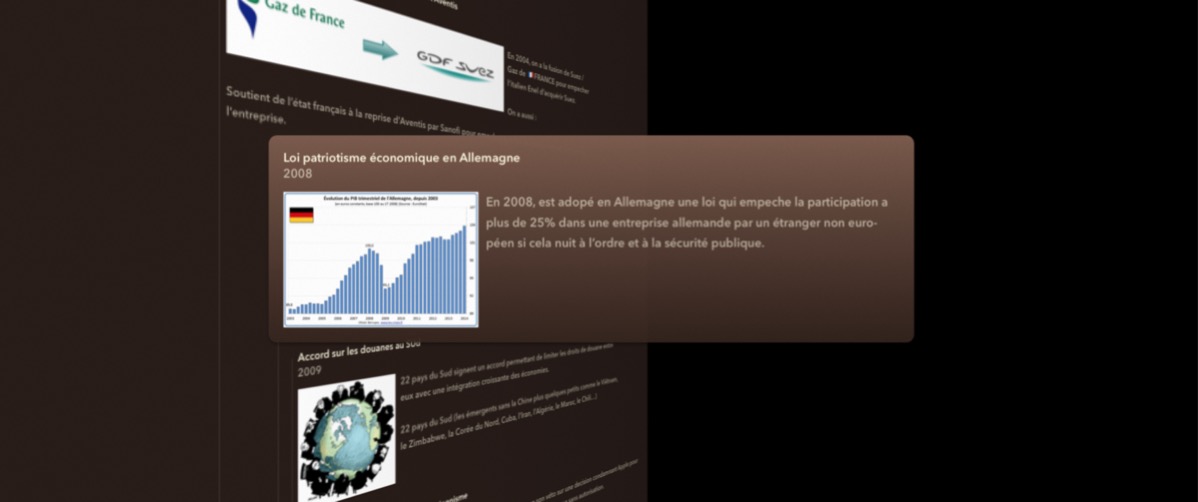 Aventis
Gaz de France
GDF SUEZ
En 2004, on a la fusion de Suez !
Gaz de FRANCE pour empecher
l'italien Enel d'acquérir Suez.
On a aussi :
Soutient de l'état français à la reprise d'Aventis par Sanofi pour
l'entreprise.
Loi patriotisme économique en Allemagne
2008
Évolution du PIB trimestriel de l'Allemagne, depuis 2003
En 2008, est adopé en Allemagne une loi qui empeche la participation a
plus de 25% dans une entreprise allemande par un étranger non euro-
péen si cela nuit à l'ordre et à la sécurité publique.
Accord sur les douanes au Sud
2009
22 pays du Sud signent un accord permettant de limiter les droits de douane entre
eux avec une intégration croissante des économies.
22 pays du Sud (les émergents sans la Chine plus quelques petits comme le Viêtnam,
le Zimbabwe, la Corée du Nord, Cuba, l'Iran, l'Algérie, le Maroc, le Chili...)